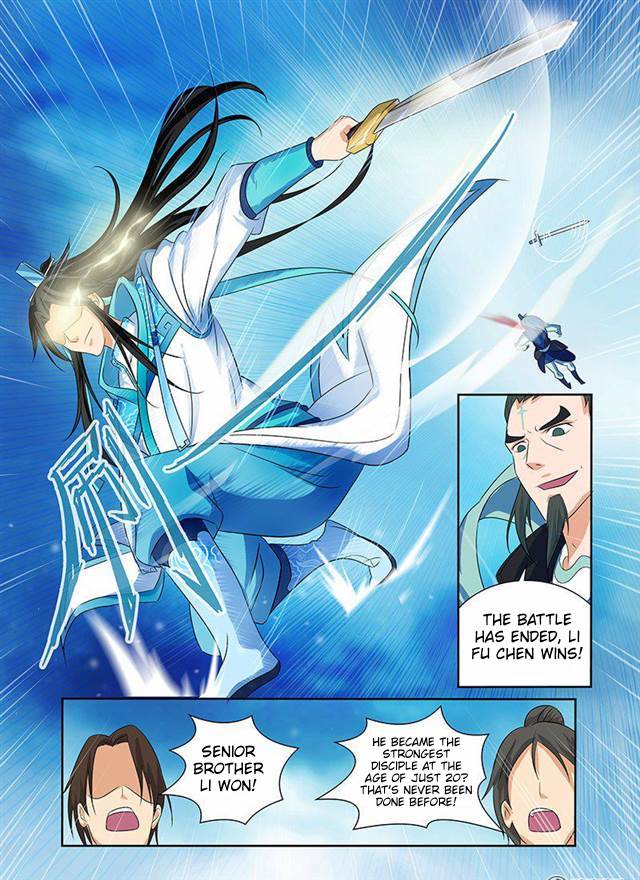 刷
THE BATTLE
HAS ENDED, LI
FU CHEN WINS!
SENIOR
BROTHER
LI WON!
HE BECAME THE
STRONGEST
DISCIPLE AT THE
AGE OF JUST 20?
THAT'S NEVER BEEN
DONE BEFORE!